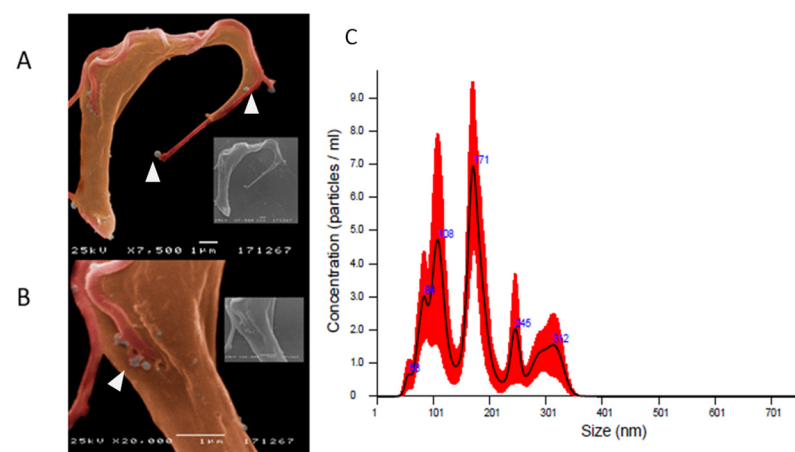 A
25kV X7,500 1μm 171267
B
25kV X20,000 1μm 171267
C
Concentration (particles / ml)
9.0
8.0
7.0
6.0
5.0
4.0
3.0
2.0
1.0
0
108
171
245
312
1 101 201 301 401 501 601 701
Size (nm)